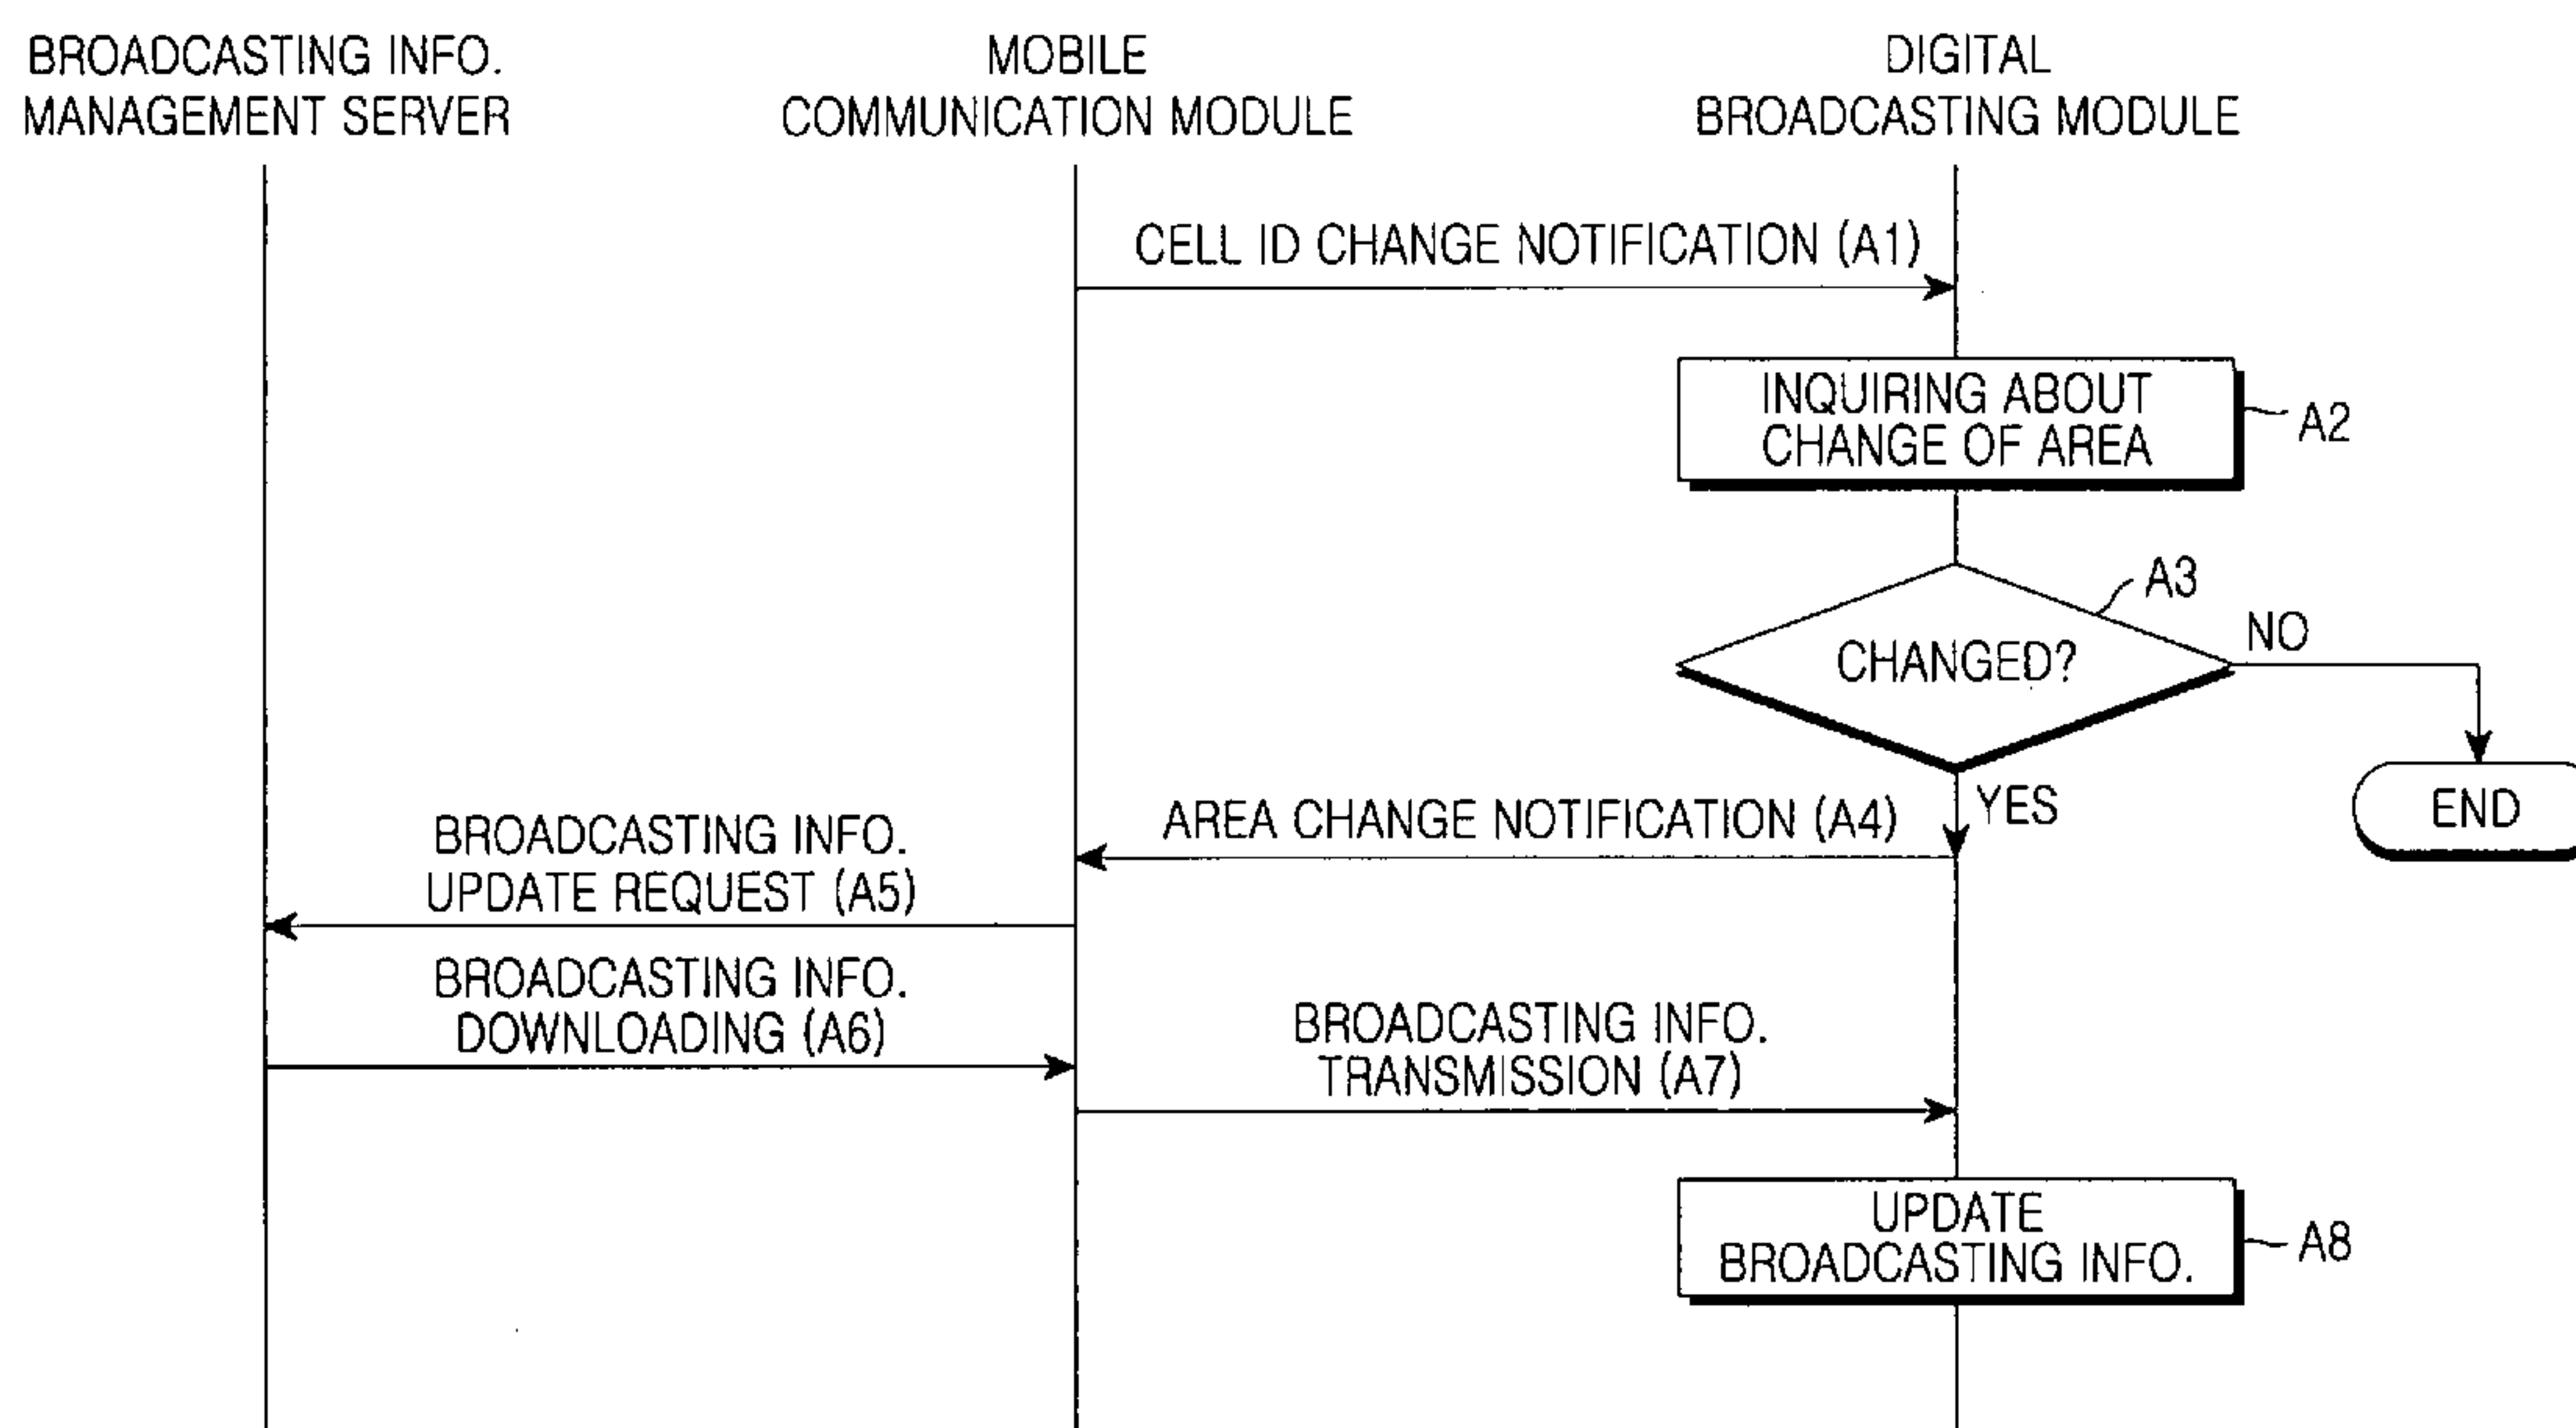 BROADCASTING INFO.
MANAGEMENT SERVER
MOBILE
COMMUNICATION MODULE
DIGITAL
BROADCASTING MODULE
CELL ID CHANGE NOTIFICATION (A1)
INQUIRING ABOUT
CHANGE OF AREA
A2
A3
CHANGED?
NO
END
YES
AREA CHANGE NOTIFICATION (A4)
BROADCASTING INFO.
UPDATE REQUEST (A5)
BROADCASTING INFO.
DOWNLOADING (A6)
BROADCASTING INFO.
TRANSMISSION (A7)
UPDATE
BROADCASTING INFO.
A8